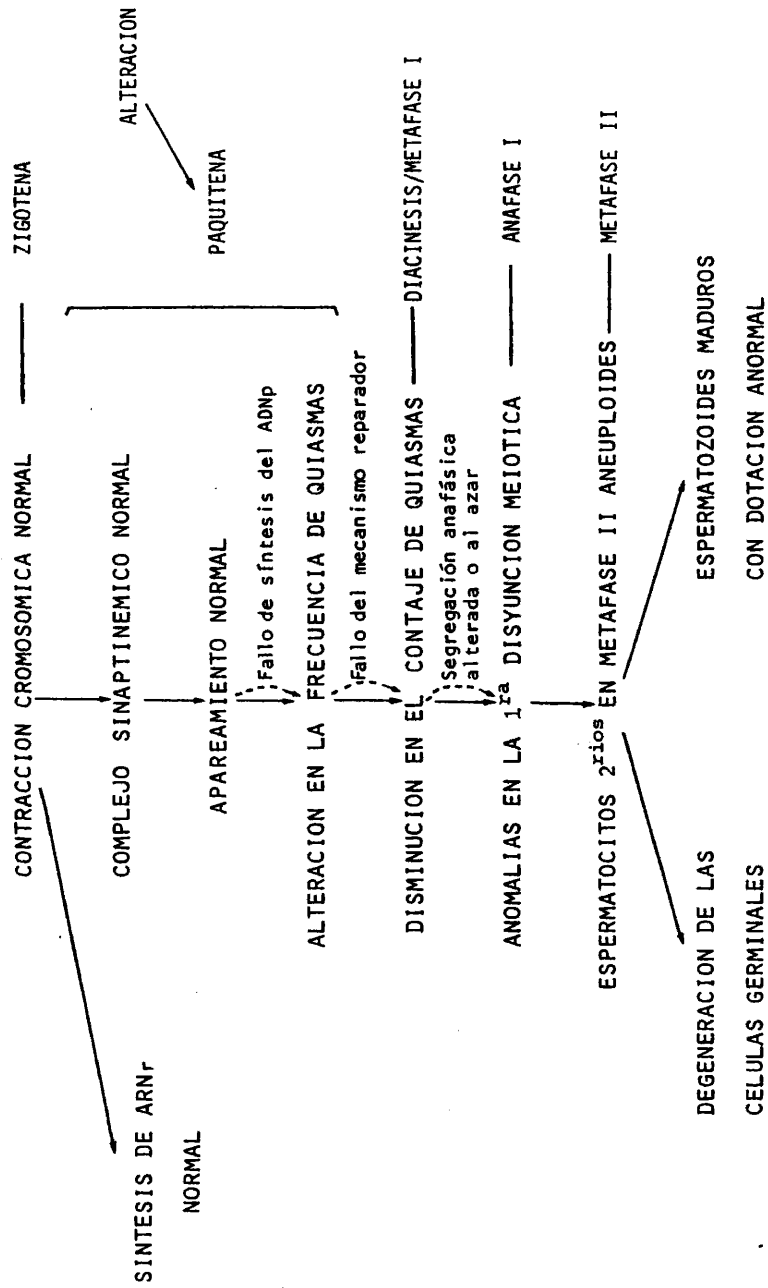 CONTRACCION CROMOSOMICA NORMAL
ZIGOTENA
ALTERACION
SINTESIS DE ARNr
NORMAL
COMPLEJO SINAPTINEMICO NORMAL
APAREAMIENTO NORMAL
PAQUITENA
Fallo de síntesis del ADNp
ALTERACION EN LA FRECUENCIA DE QUIASMAS
Fallo del mecanismo reparador
DISMINUCION EN EL CONTAJE DE QUIASMAS
DIACINESIS/METAFASE I
Segregación anafásica
alterada o al azar
ANOMALIAS EN LA 1ra DISYUNCION MEIOTICA
ANAFASE I
ESPERMATOCITOS 2rios EN METAFASE II ANEUPLOIDES
METAFASE II
DEGENERACION DE LAS
CELULAS GERMINALES
ESPERMATOZOIDES MADUROS
CON DOTACION ANORMAL